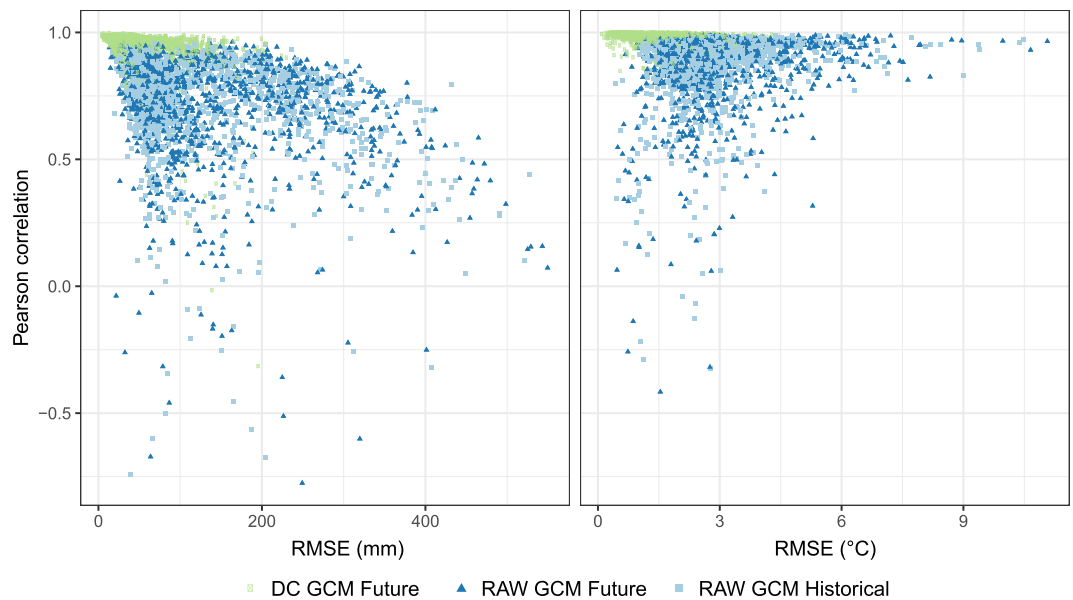 Pearson correlation
1.0
0.5
0.0
−0.5
0 200 400
0 3 6 9
RMSE (mm)
RMSE (°C)
DC GCM Future RAW GCM Future RAW GCM Historical